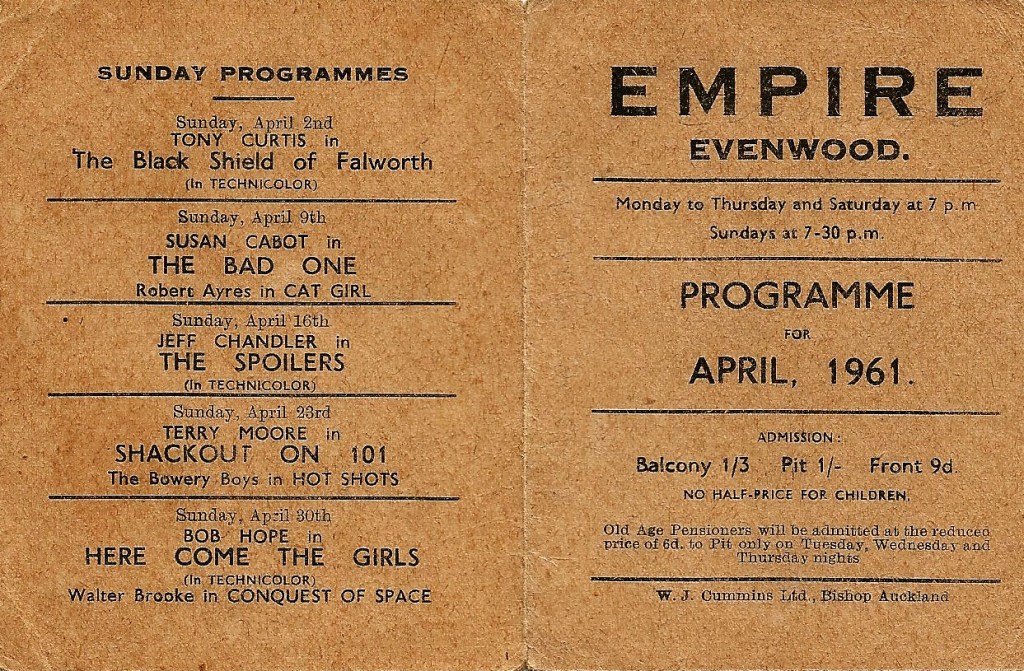 SUNDAY PROGRAMMES
Sunday, April 2nd
TONY CURTIS in
The Black Shield of Falworth
(In TECHNICOLOR)
Sunday, April 9th
SUSAN CABOT in
THE BAD ONE
Robert Ayres in CAT GIRL
Sunday, April 16th
JEFF CHANDLER in
THE SPOILERS
(In TECHNICOLOR)
Sunday, April 23rd
TERRY MOORE in
SHACKOUT ON 101
The Bowery Boys in HOT SHOTS
Sunday, April 30th
BOB HOPE in
HERE COME THE GIRLS
(In TECHNICOLOR)
Walter Brooke in CONQUEST OF SPACE
EMPIRE
EVENWOOD.
Monday to Thursday and Saturday at 7 p.m
Sundays at 7-30 p.m.
PROGRAMME
FOR
APRIL, 1961.
ADMISSION:
Balcony 1/3 Pit 1/- Front 9d.
NO HALF-PRICE FOR CHILDREN.
Old Age Pensioners will be admitted at the reduced
price of 6d. to Pit only on Tuesday, Wednesday and
Thursday nights
W. J. Cummins Ltd., Bishop Auckland